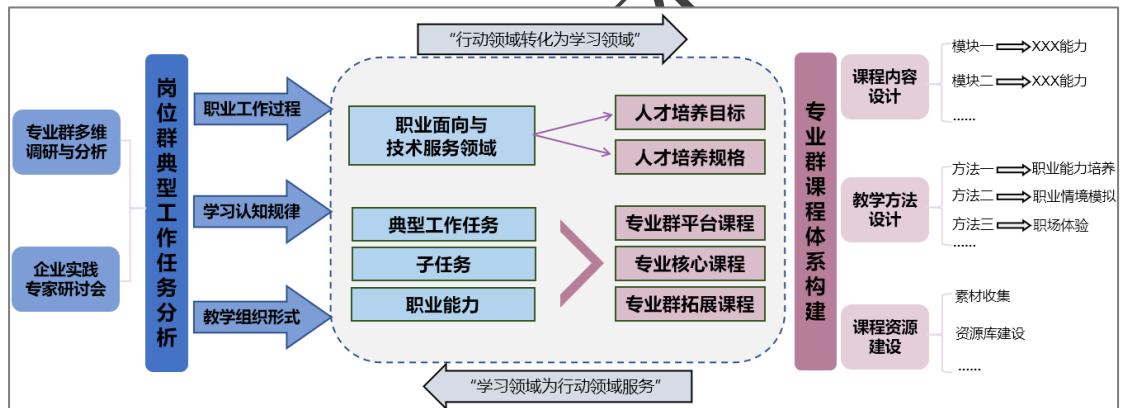 “行动领域转化为学习领域”
专业群多维
调研与分析
企业实践
专家研讨会
岗位群典型工作任务分析
职业工作过程
学习认知规律
教学组织形式
职业面向与
技术服务领域
人才培养目标
人才培养规格
典型工作任务
子任务
职业能力
专业群平台课程
专业核心课程
专业群拓展课程
“学习领域为行动领域服务”
专业群课程体系构建
课程内容
设计
模块一 XXX能力
模块二 XXX能力
......
教学方法
设计
方法一 职业能力培养
方法二 职业情境模拟
方法三 职场体验
......
课程资源
建设
素材收集
资源库建设
......